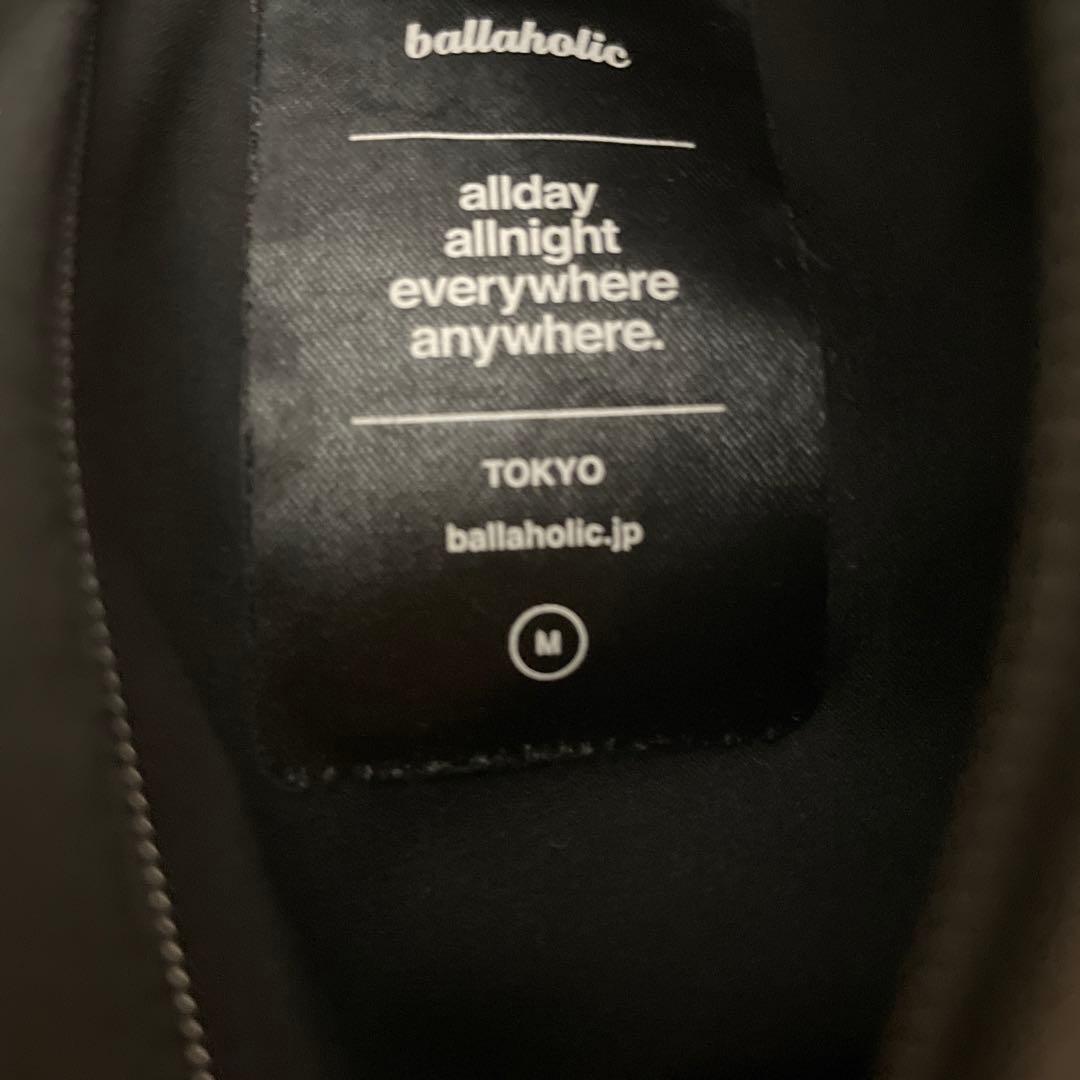 ballaholic
allday
allnight
everywhere
anywhere.
TOKYO
ballaholic.jp
M